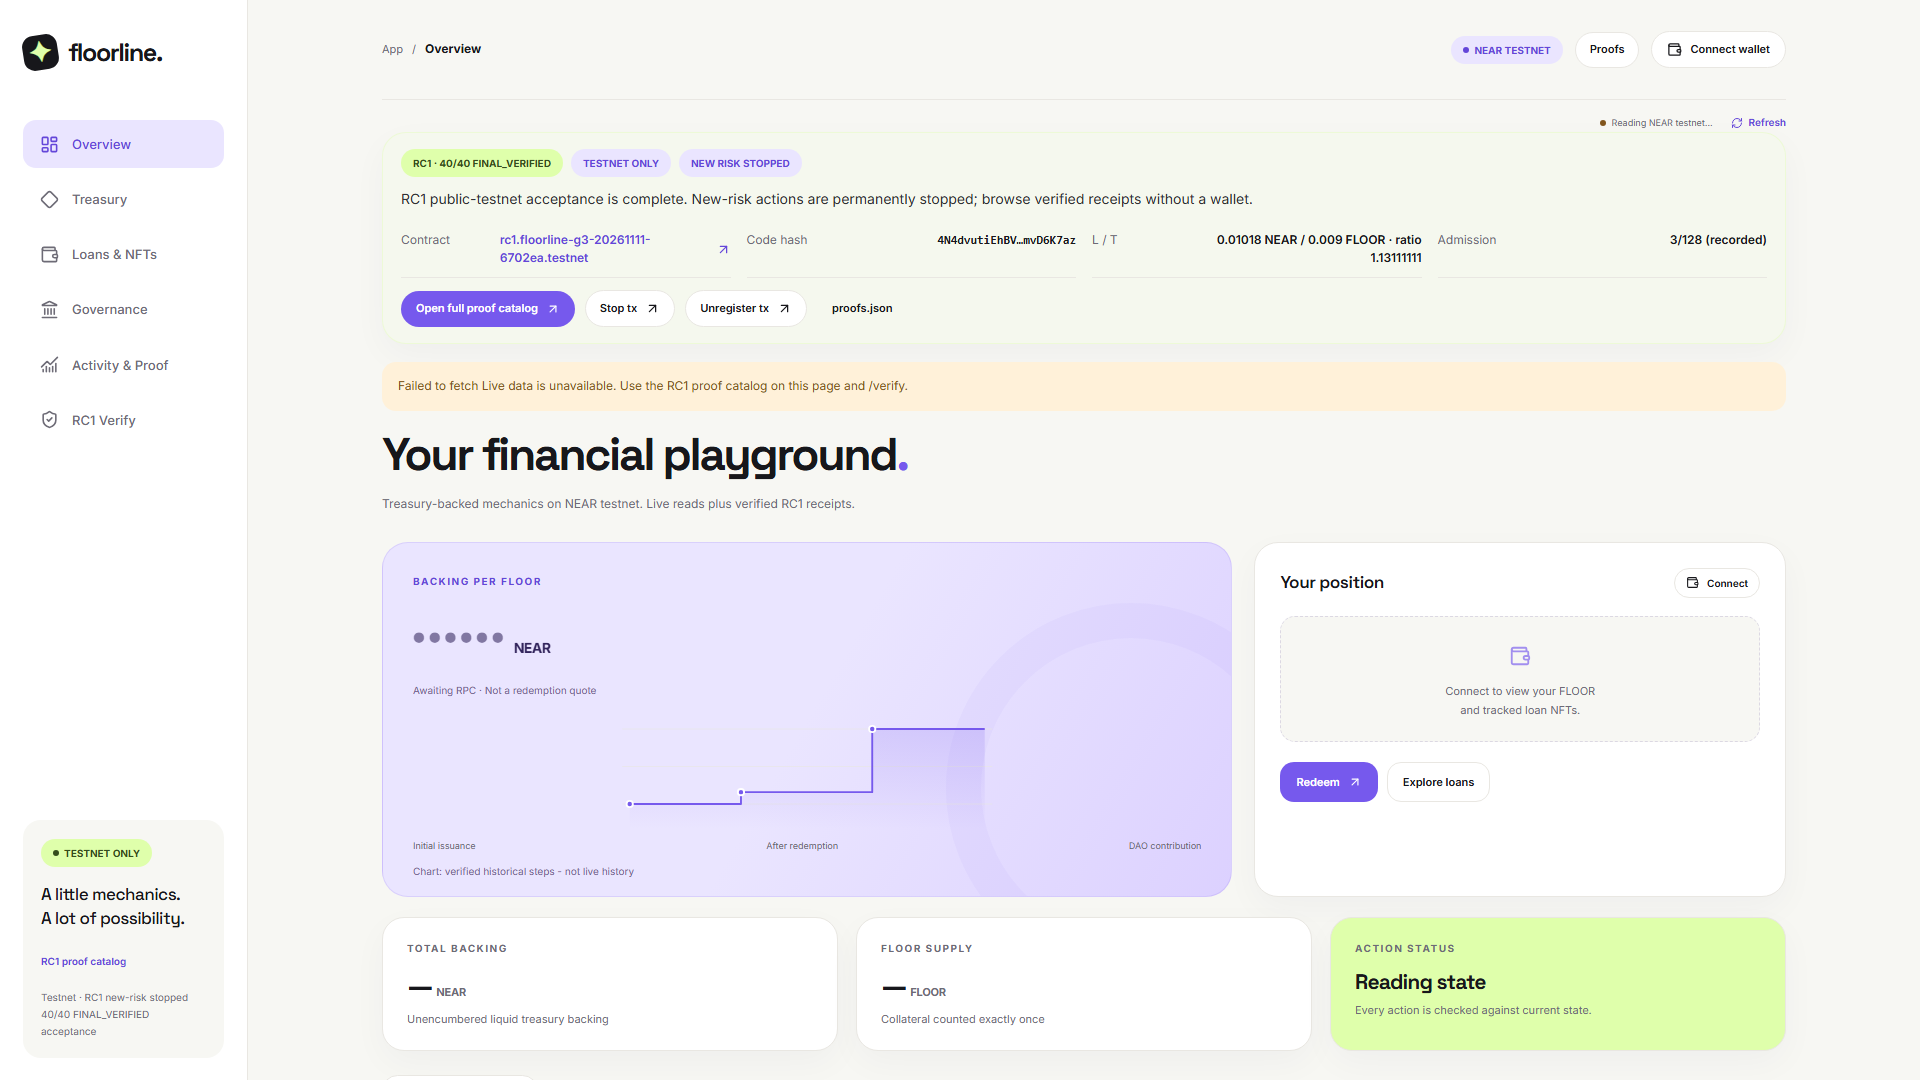 floorline.
Overview
Treasury
Loans & NFTs
Governance
Activity & Proof
RC1 Verify
TESTNET ONLY
A little mechanics.
A lot of possibility.
RC1 proof catalog
Testnet · RC1 new-risk stopped
40/40 FINAL_VERIFIED
acceptance
App / Overview
NEAR TESTNET
Proofs
Connect wallet
Reading NEAR testnet...
Refresh
RC1 · 40/40 FINAL_VERIFIED
TESTNET ONLY
NEW RISK STOPPED
RC1 public-testnet acceptance is complete. New-risk actions are permanently stopped; browse verified receipts without a wallet.
Contract
rc1.floorline-g3-20261111-
6702ea.testnet
Code hash
4N4dvutiEhBV…mvD6K7az
L / T
0.01018 NEAR / 0.009 FLOOR · ratio
1.13111111
Admission
3/128 (recorded)
Open full proof catalog
Stop tx
Unregister tx
proofs.json
Failed to fetch Live data is unavailable. Use the RC1 proof catalog on this page and /verify.
Your financial playground.
Treasury-backed mechanics on NEAR testnet. Live reads plus verified RC1 receipts.
BACKING PER FLOOR
•••••• NEAR
Awaiting RPC · Not a redemption quote
Initial issuance
After redemption
DAO contribution
Chart: verified historical steps - not live history
Your position
Connect
Connect to view your FLOOR
and tracked loan NFTs.
Redeem
Explore loans
TOTAL BACKING
— NEAR
Unencumbered liquid treasury backing
FLOOR SUPPLY
— FLOOR
Collateral counted exactly once
ACTION STATUS
Reading state
Every action is checked against current state.